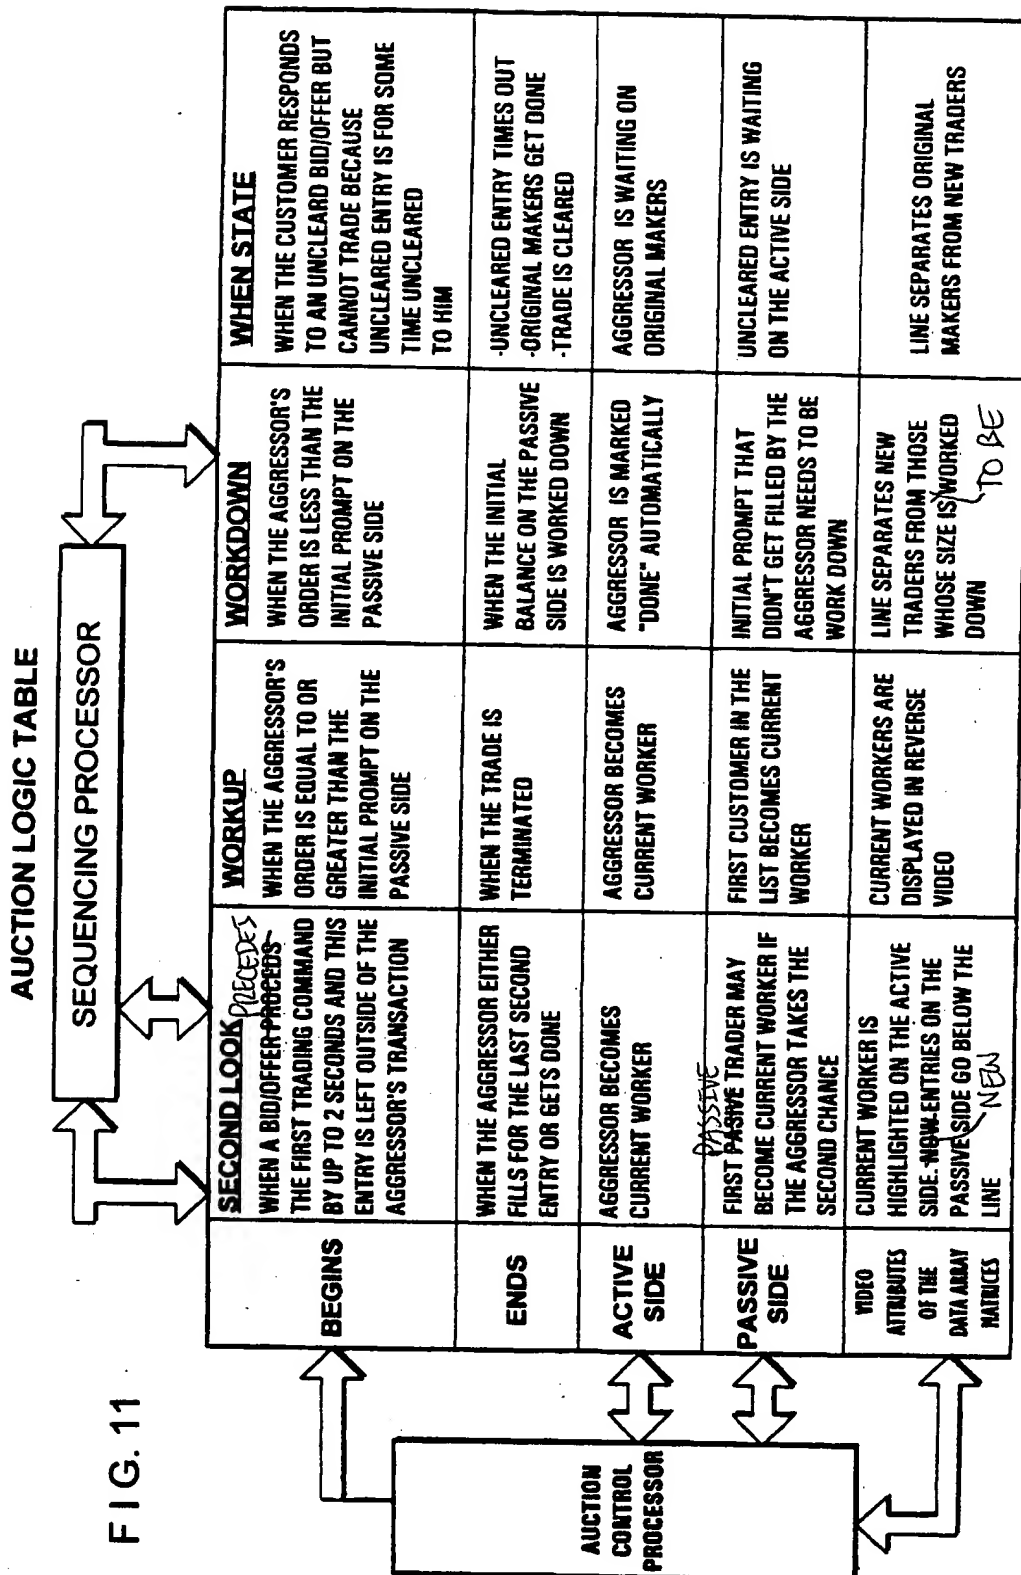 FIG. 11
AUCTION LOGIC TABLE
SEQUENCING PROCESSOR
AUCTION
CONTROL
PROCESSOR
SECOND LOOK
WORKUP
WORKDOWN
WHEN STATE
BEGINS
PRECEDES
WHEN A BID/OFFER PROCEDS
THE FIRST TRADING COMMAND
BY UP TO 2 SECONDS AND THIS
ENTRY IS LEFT OUTSIDE OF THE
AGGRESSOR'S TRANSACTION
WHEN THE AGGRESSOR'S
ORDER IS EQUAL TO OR
GREATER THAN THE
INITIAL PROMPT ON THE
PASSIVE SIDE
WHEN THE AGGRESSOR'S
ORDER IS LESS THAN THE
INITIAL PROMPT ON THE
PASSIVE SIDE
WHEN THE CUSTOMER RESPONDS
TO AN UNCLEARD BID/OFFER BUT
CANNOT TRADE BECAUSE
UNCLEARED ENTRY IS FOR SOME
TIME UNCLEARED
TO HIM
ENDS
WHEN THE AGGRESSOR EITHER
FILLS FOR THE LAST SECOND
ENTRY OR GETS DONE
WHEN THE TRADE IS
TERMINATED
WHEN THE INITIAL
BALANCE ON THE PASSIVE
SIDE IS WORKED DOWN
-UNCLEARED ENTRY TIMES OUT
-ORIGINAL MAKERS GET DONE
-TRADE IS CLEARED
ACTIVE
SIDE
AGGRESSOR BECOMES
CURRENT WORKER
AGGRESSOR BECOMES
CURRENT WORKER
AGGRESSOR IS MARKED
"DONE" AUTOMATICALLY
AGGRESSOR IS WAITING ON
ORIGINAL MAKERS
PASSIVE
SIDE
PASSIVE
FIRST PASIVE TRADER MAY
BECOME CURRENT WORKER IF
THE AGGRESSOR TAKES THE
SECOND CHANCE
FIRST CUSTOMER IN THE
LIST BECOMES CURRENT
WORKER
INITIAL PROMPT THAT
DIDN'T GET FILLED BY THE
AGGRESSOR NEEDS TO BE
WORK DOWN
UNCLEARED ENTRY IS WAITING
ON THE ACTIVE SIDE
VIDEO
ATTRIBUTES
OF THE
DATA ARRAY
MATRICES
CURRENT WORKER IS
HIGHLIGHTED ON THE ACTIVE
SIDE. NOW ENTRIES ON THE
PASSIVE SIDE GO BELOW THE
LINE
NEW
CURRENT WORKERS ARE
DISPLAYED IN REVERSE
VIDEO
LINE SEPARATES NEW
TRADERS FROM THOSE
WHOSE SIZE IS WORKED
DOWN
TO BE
LINE SEPARATES ORIGINAL
MAKERS FROM NEW TRADERS